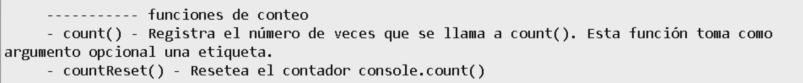 ----------- funciones de conteo
- count() - Registra el número de veces que se llama a count(). Esta función toma como
argumento opcional una etiqueta.
- countReset() - Resetea el contador console.count()